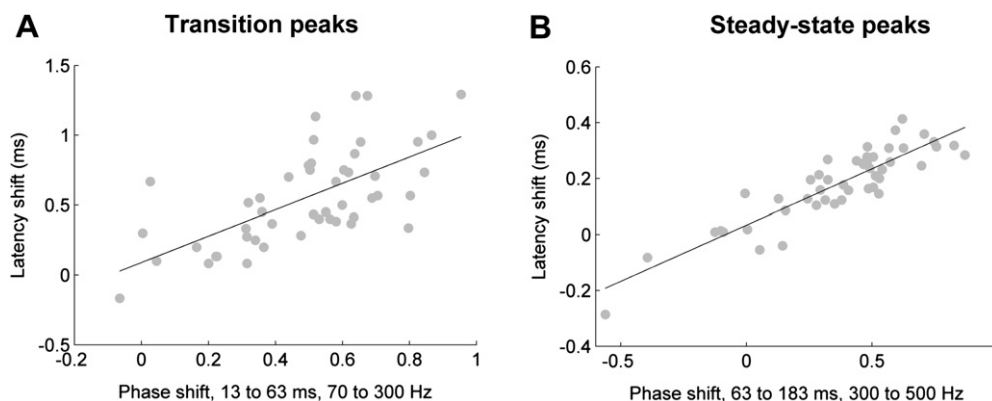 A
Transition peaks
Latency shift (ms)
1.5
1
0.5
0
-0.5
-0.2
0
0.2
0.4
0.6
0.8
1
Phase shift, 13 to 63 ms, 70 to 300 Hz
B
Steady-state peaks
Latency shift (ms)
0.6
0.4
0.2
0
-0.2
-0.4
-0.5
0
0.5
Phase shift, 63 to 183 ms, 300 to 500 Hz